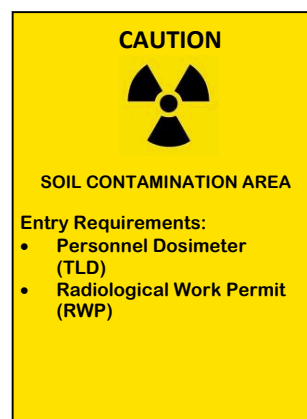 CAUTION
SOIL CONTAMINATION AREA
Entry Requirements:
• Personnel Dosimeter
(TLD)
• Radiological Work Permit
(RWP)